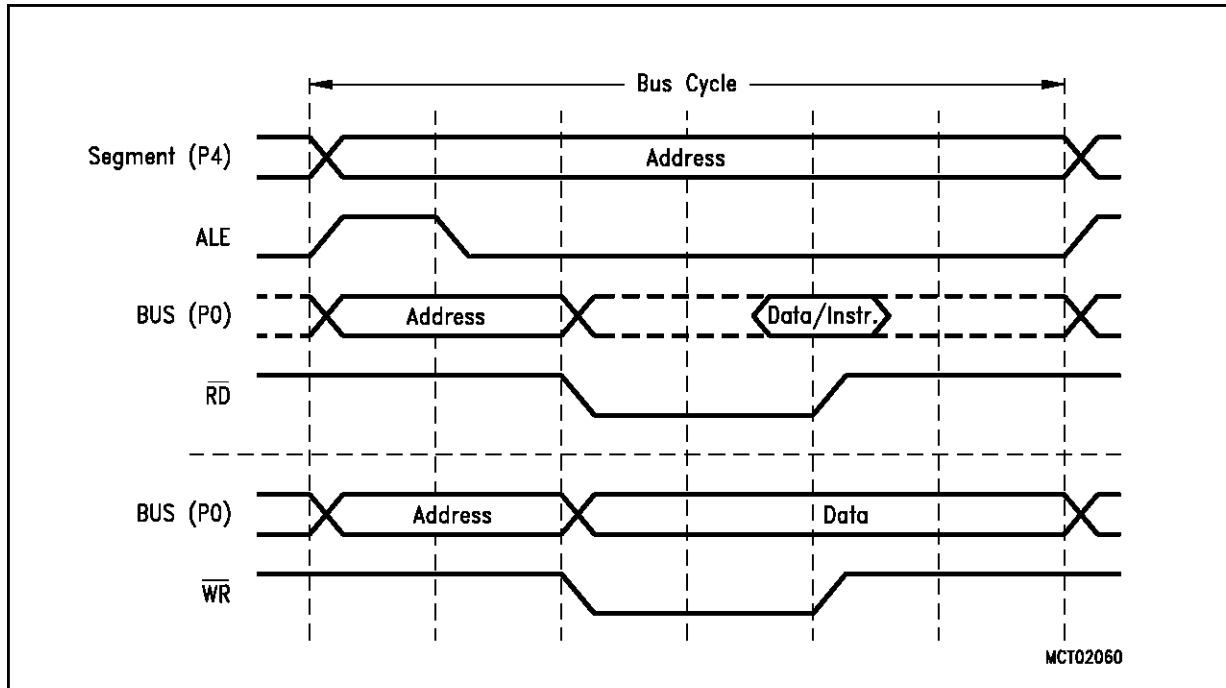 Bus Cycle
Segment (P4)
Address
ALE
BUS (P0)
Address
Data/Instr.
RD
BUS (P0)
Address
Data
WR
MCT02060